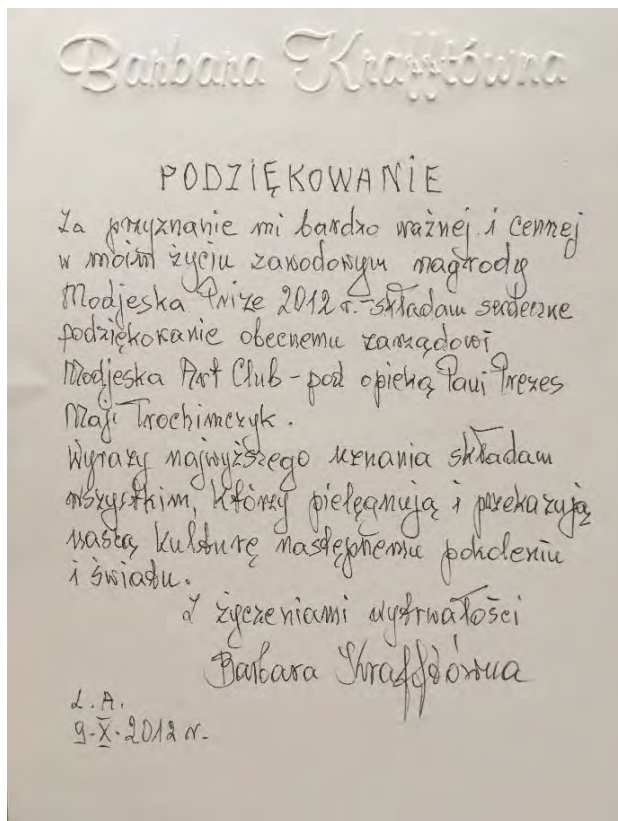 Barbara Krafftówna
PODZIĘKOWANIE
Za przyznanie mi bardzo ważnej i cennej
w moim życiu zawodowym nagrody
Modjeska Prize 2012 r. - składam serdeczne
podziękowanie obecnemu zarządowi
Modjeska Art Club - pod opieką Pani Prezes
Maji Trochimczyk.
Wyrazy najwyższego uznania składam
wszystkim, którzy pielęgnują i przekazują
naszą kulturę następnemu pokoleniu
i światu.
Z życzeniami wytrwałości
Barbara Krafftówna
L.A.
9-X-2012 r.